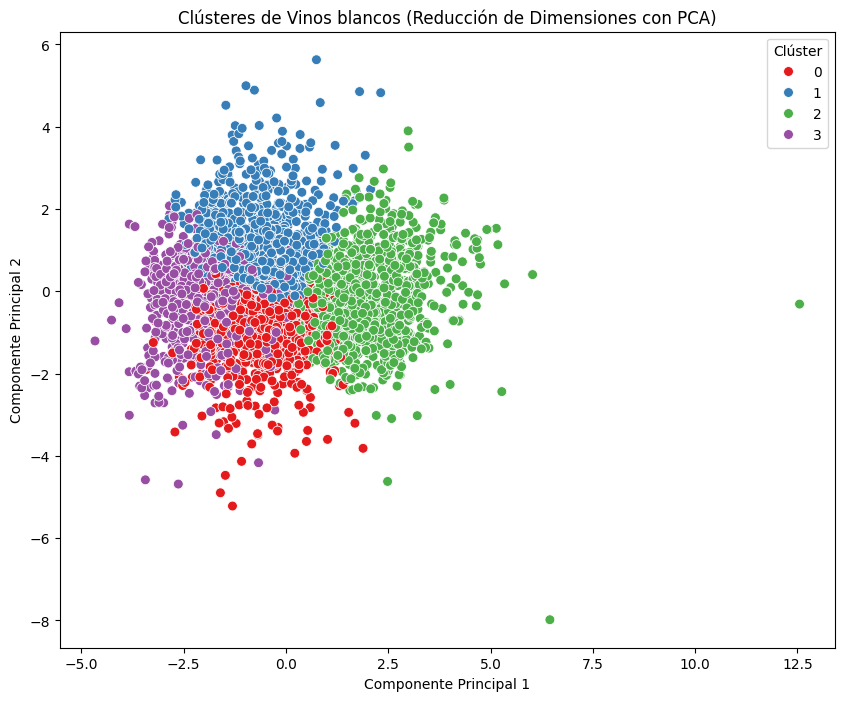 Clústeres de Vinos blancos (Reducción de Dimensiones con PCA)
Clúster
0
1
2
3
6
4
2
0
−2
−4
−6
−8
Componente Principal 2
−5.0 −2.5 0.0 2.5 5.0 7.5 10.0 12.5
Componente Principal 1